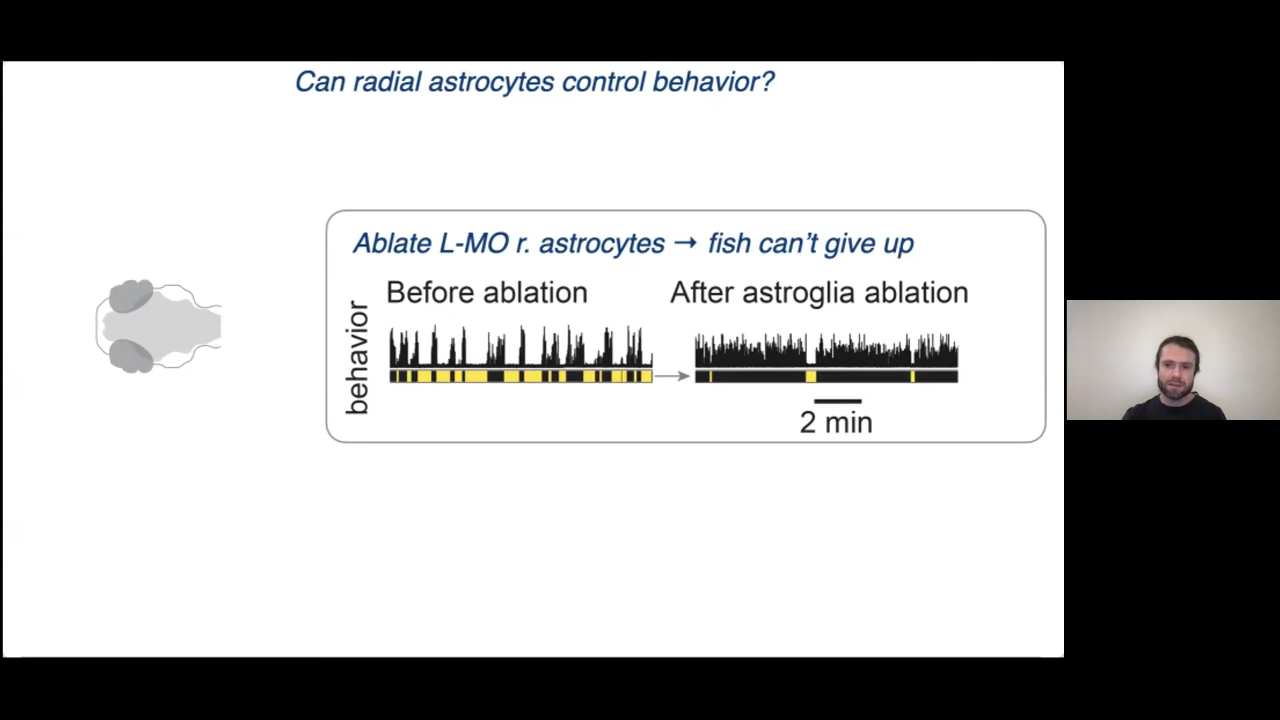 Can radial astrocytes control behavior?
Ablate L-MO r. astrocytes → fish can't give up
Before ablation
After astroglia ablation
behavior
2 min